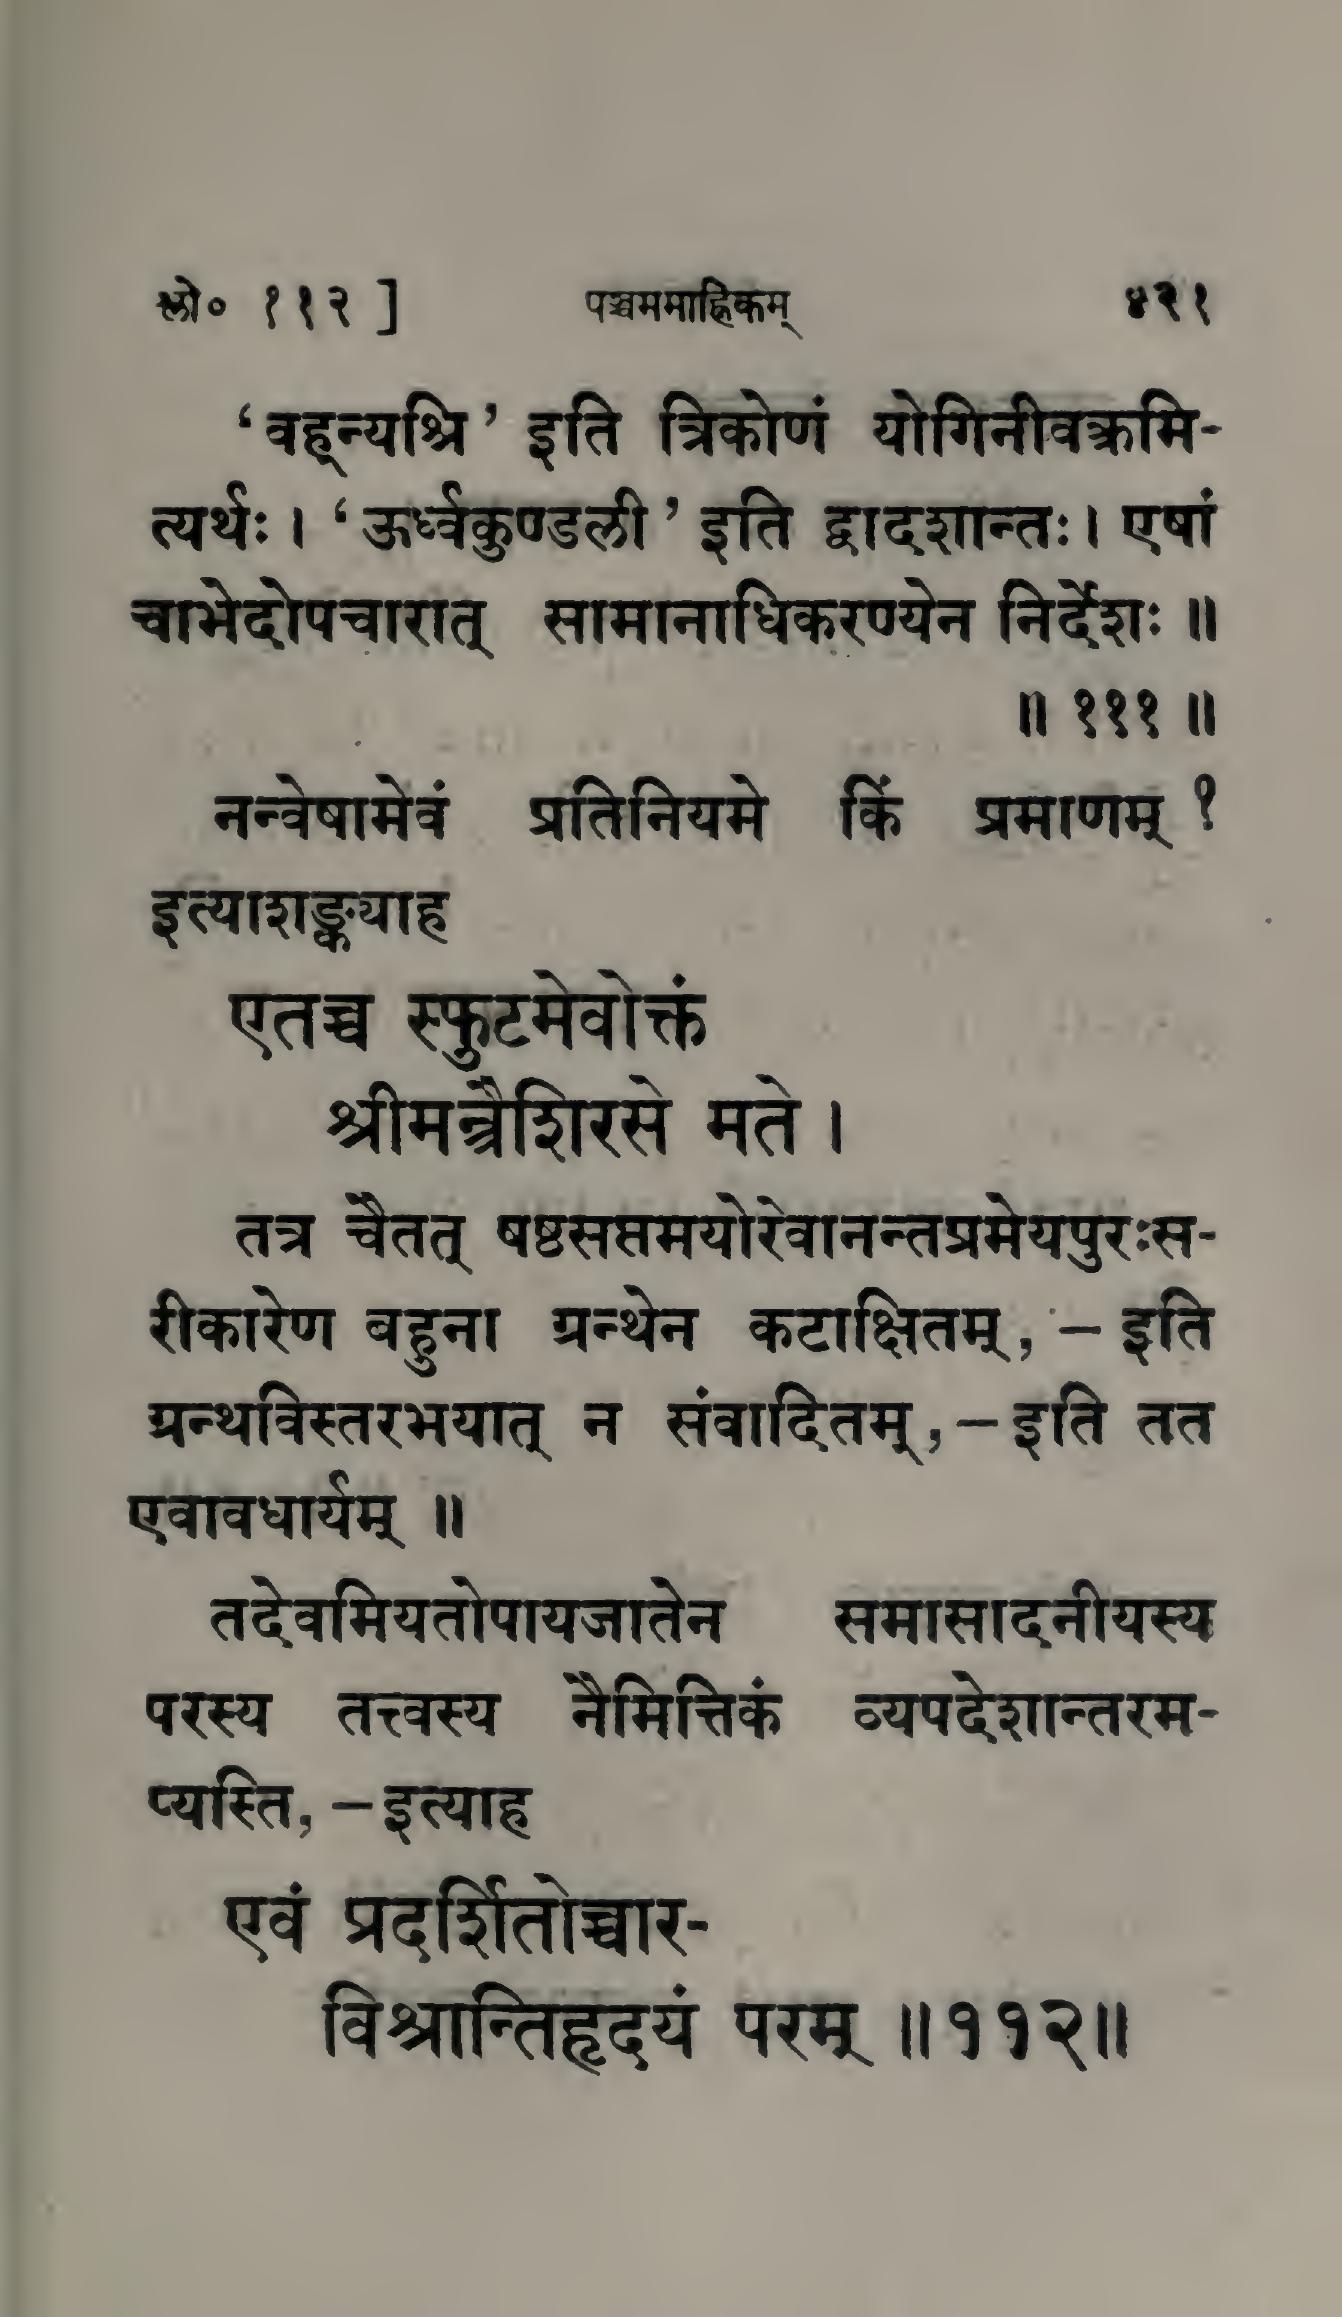 श्लो० ११२ ] पञ्चममाह्निकम् ४२१
‘वह्न्यश्रि’ इति त्रिकोणं योगिनीवक्त्रमि-
त्यर्थः। ‘ऊर्ध्वकुण्डली’ इति द्वादशान्तः। एषां
चाभेदोपचारात् सामानाधिकरण्येन निर्देशः ॥
॥ १११ ॥
नन्वेषामेवं प्रतिनियमे किं प्रमाणम् ?
इत्याशङ्क्याह
एतच्च स्फुटमेवोक्तं
श्रीमन्त्रैशिरसे मते ।
तत्र चैतत् षष्ठसप्तमयोरेवानन्तप्रमेयपुरःस-
रीकारेण बहुना ग्रन्थेन कटाक्षितम्, – इति
ग्रन्थविस्तरभयात् न संवादितम्,–इति तत
एवावधार्यम् ॥
तदेवमियतोपायजातेन समासादनीयस्य
परस्य तत्त्वस्य नैमित्तिकं व्यपदेशान्तरम-
प्यस्ति, –इत्याह
एवं प्रदर्शितोच्चार-
विश्रान्तिहृदयं परम् ॥११२॥